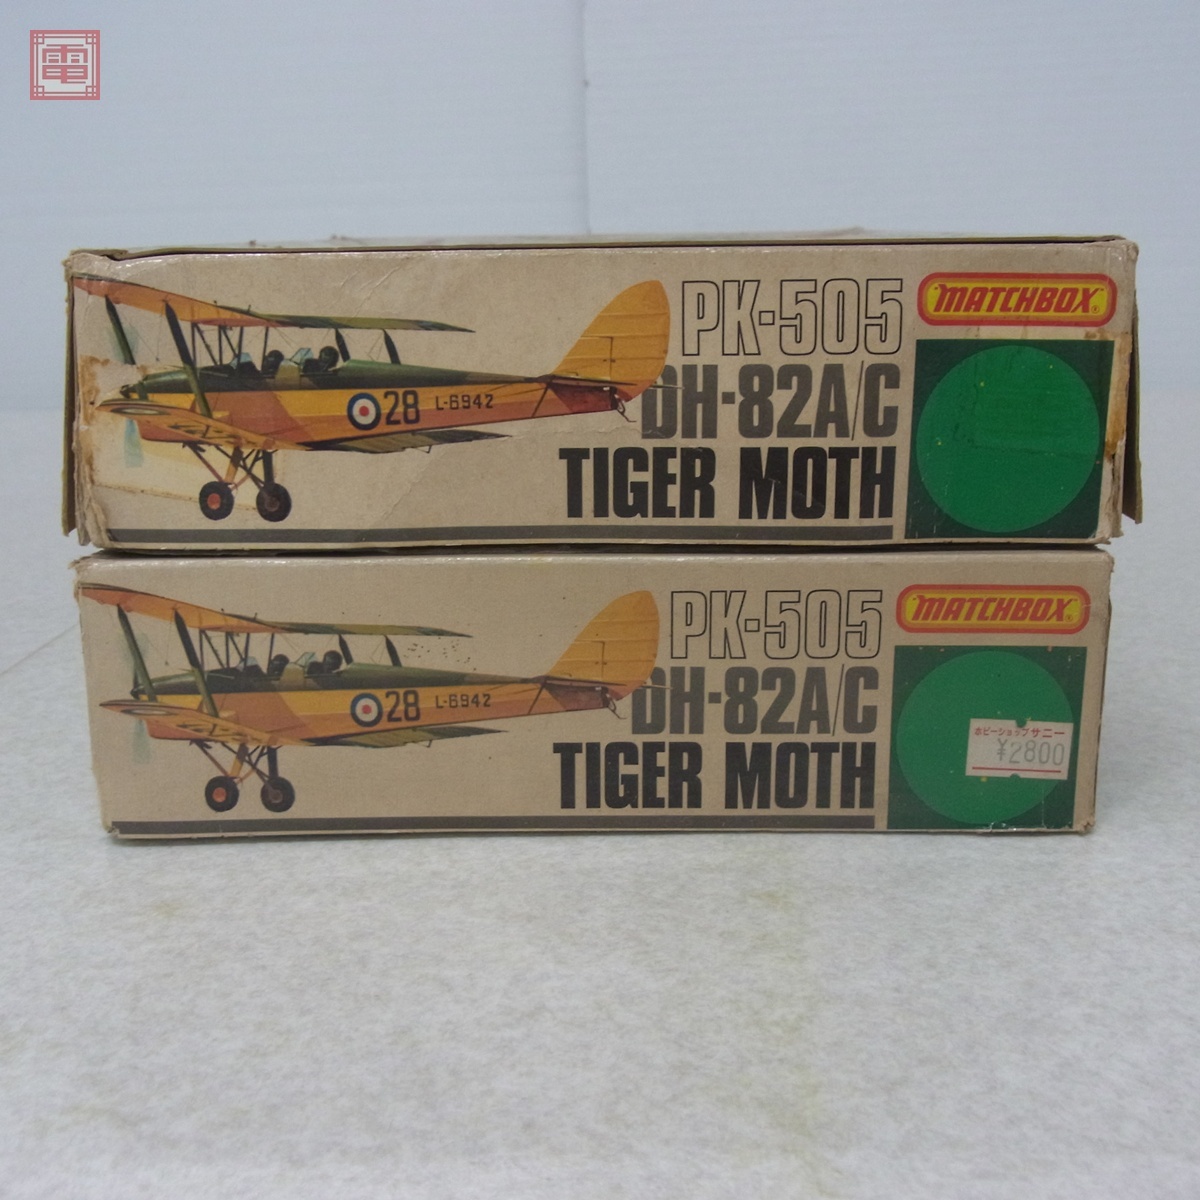 電
PK-505
MATCHBOX
DH-82A/C
TIGER MOTH
28 L-6942
PK-505
MATCHBOX
DH-82A/C
TIGER MOTH
28 L-6942
ホビーショップサニー
¥2800